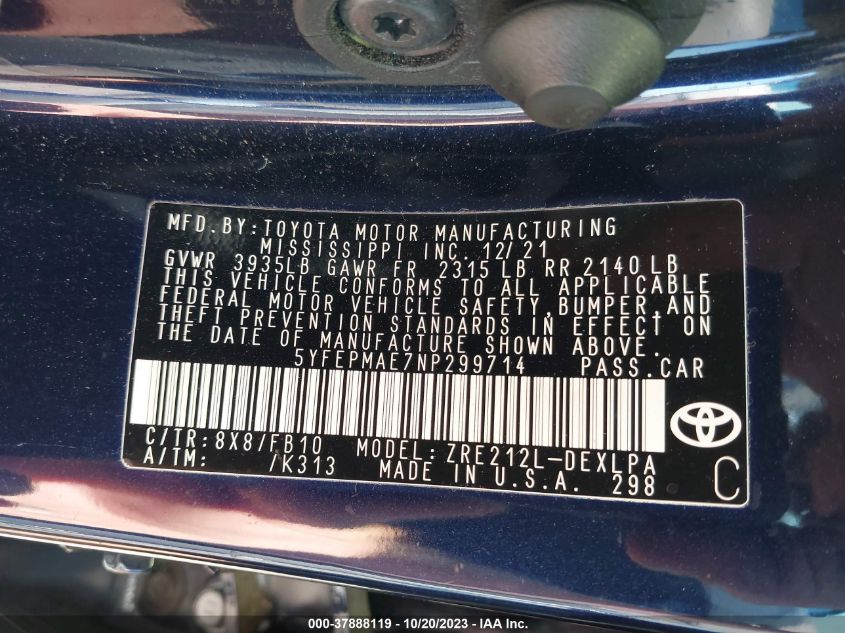 MFD.BY:TOYOTA MOTOR MANUFACTURING
MISSISSIPPI INC. 12/21
GVWR 3935LB GAWR FR 2315 LB RR 2140 LB
THIS VEHICLE CONFORMS TO ALL APPLICABLE
FEDERAL MOTOR VEHICLE SAFETY,BUMPER,AND
THEFT PREVENTION STANDARDS IN EFFECT ON
THE DATE OF MANUFACTURE SHOWN ABOVE.
5YFEPMAE7NP299714 PASS.CAR
C/TR:8X8/FB10 MODEL:ZRE212L-DEXLPA
A/TM: /K313 MADE IN U.S.A. 298 C
000-37888119 - 10/20/2023 - IAA Inc.